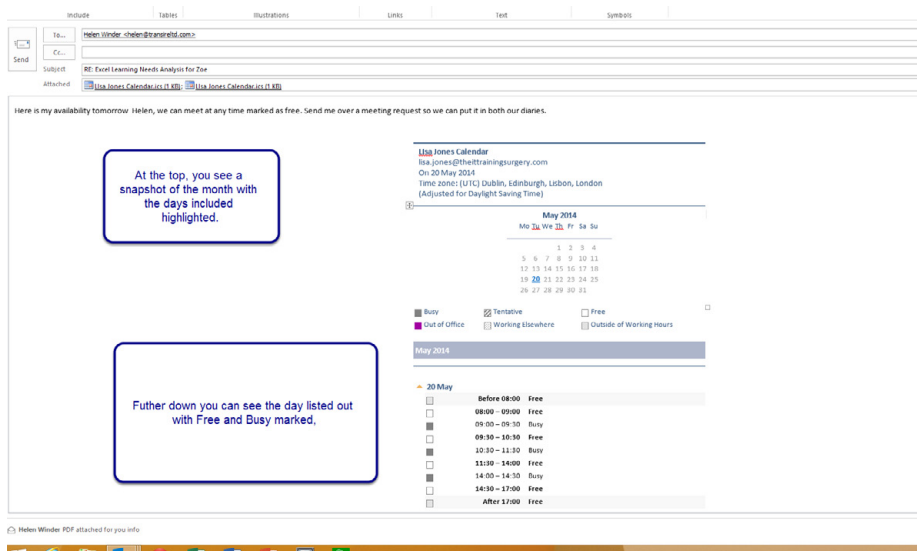 Include Tables Illustrations Links Text Symbols
To... Helen Winder <helen@transireltd.com>
Cc...
Send
Subject RE: Excel Learning Needs Analysis for Zoe
Attached Lisa Jones Calendar.ics (1 KB); Lisa Jones Calendar.ics (1 KB)
Here is my availability tomorrow Helen, we can meet at any time marked as free. Send me over a meeting request so we can put it in both our diaries.
At the top, you see a
snapshot of the month with
the days included
highlighted.
Lisa Jones Calendar
lisa.jones@theittrainingsurgery.com
On 20 May 2014
Time zone: (UTC) Dublin, Edinburgh, Lisbon, London
(Adjusted for Daylight Saving Time)
May 2014
Mo Tu We Th Fr Sa Su
1 2 3 4
5 6 7 8 9 10 11
12 13 14 15 16 17 18
19 20 21 22 23 24 25
26 27 28 29 30 31
Busy Tentative Free
Out of Office Working Elsewhere Outside of Working Hours
May 2014
Futher down you can see the day listed out
with Free and Busy marked,
20 May
Before 08:00 Free
08:00 – 09:00 Free
09:00 – 09:30 Busy
09:30 – 10:30 Free
10:30 – 11:30 Busy
11:30 – 14:00 Free
14:00 – 14:30 Busy
14:30 – 17:00 Free
After 17:00 Free
Helen Winder PDF attached for you info